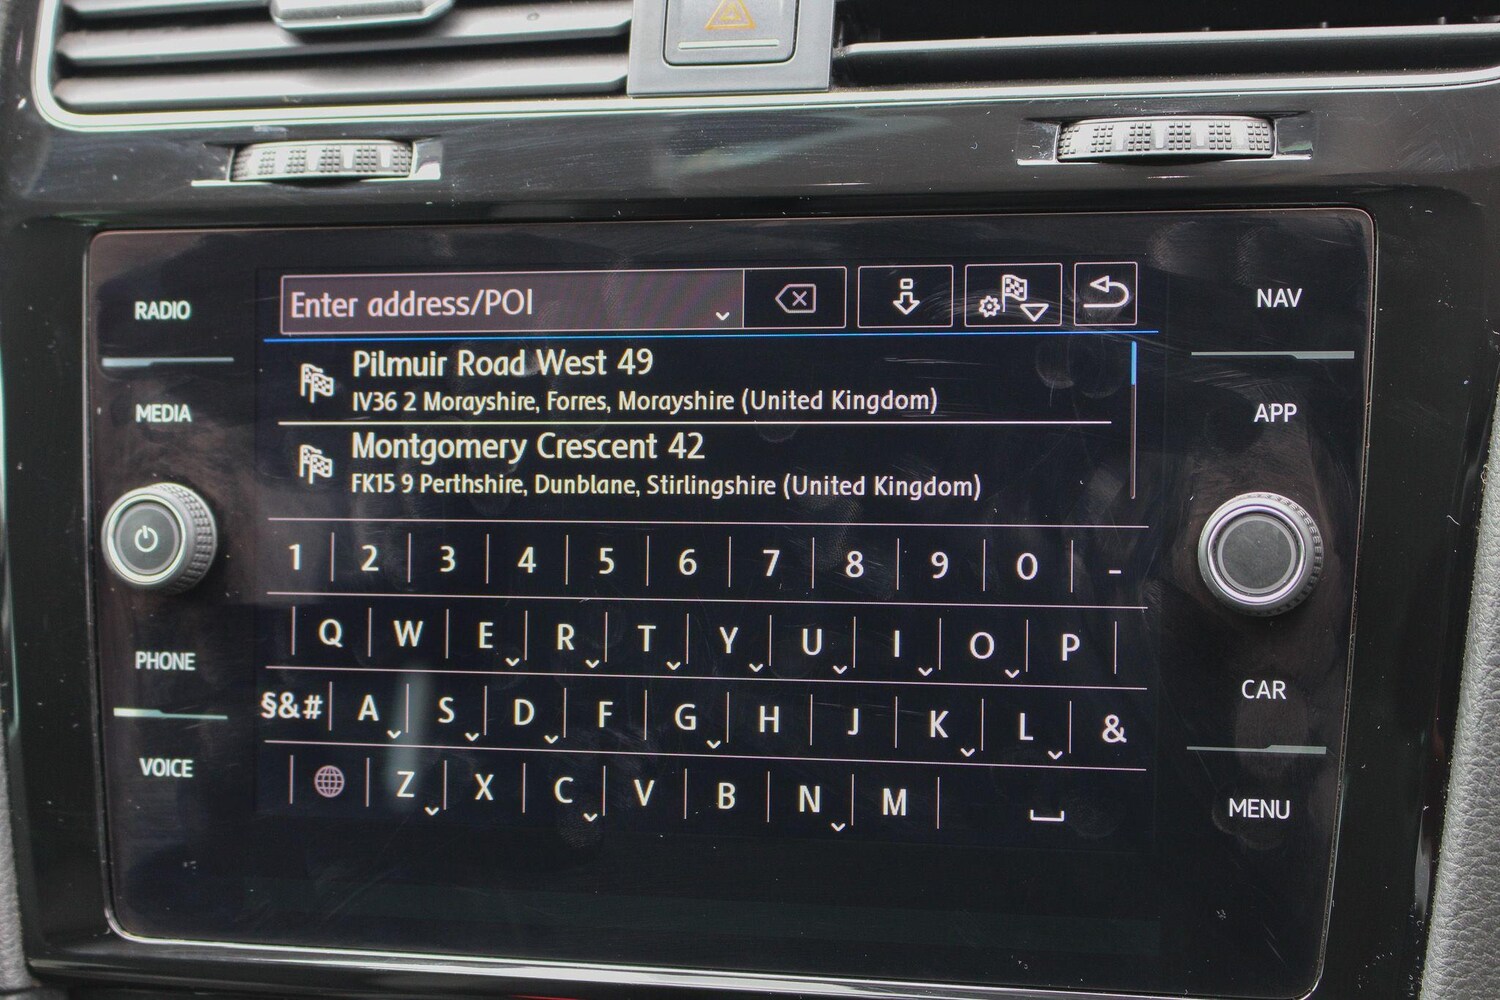 RADIO
MEDIA
PHONE
VOICE
Enter address/POI
Pilmuir Road West 49
IV36 2 Morayshire, Forres, Morayshire (United Kingdom)
Montgomery Crescent 42
FK15 9 Perthshire, Dunblane, Stirlingshire (United Kingdom)
1 2 3 4 5 6 7 8 9 0 -
Q W E R T Y U I O P
§&# A S D F G H J K L &
Z X C V B N M
NAV
APP
CAR
MENU